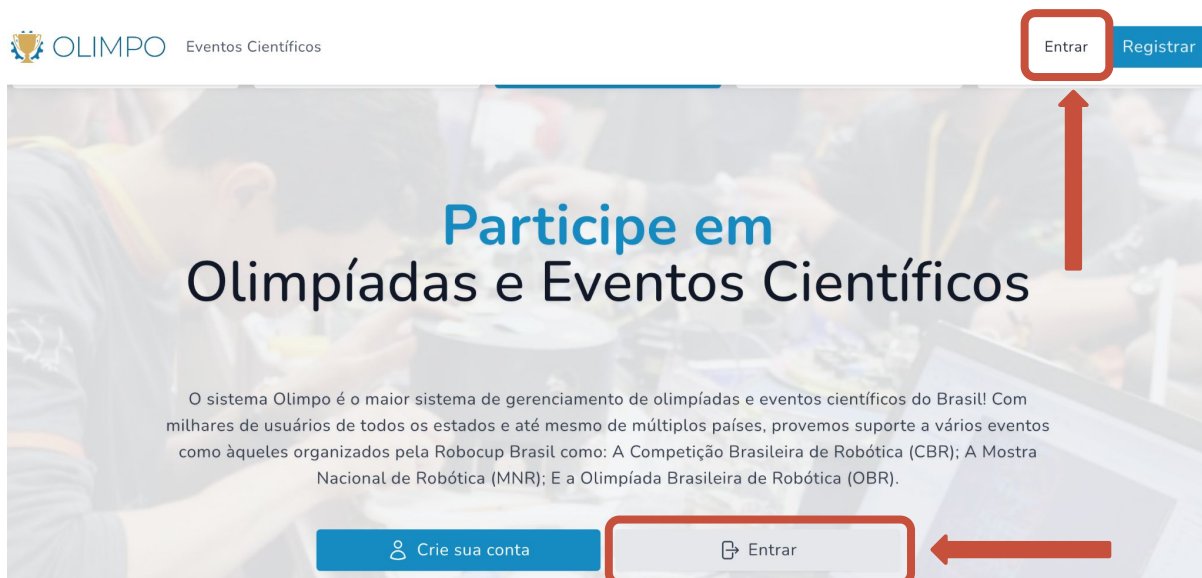 OLIMPO Eventos Científicos Entrar Registrar
Participe em
Olimpíadas e Eventos Científicos
O sistema Olimpo é o maior sistema de gerenciamento de olimpíadas e eventos científicos do Brasil! Com
milhares de usuários de todos os estados e até mesmo de múltiplos países, provemos suporte a vários eventos
como àqueles organizados pela Robocup Brasil como: A Competição Brasileira de Robótica (CBR); A Mostra
Nacional de Robótica (MNR); E a Olimpíada Brasileira de Robótica (OBR).
Crie sua conta Entrar